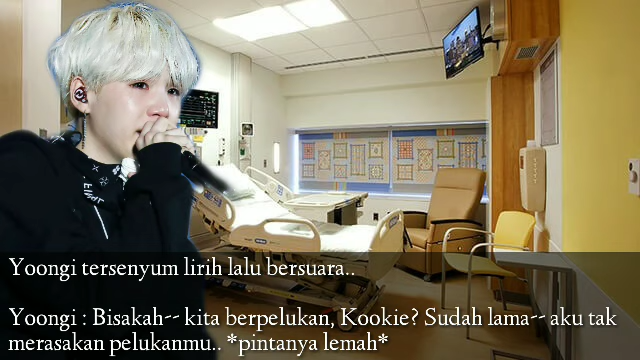 Yoongi tersenyum lirih lalu bersuara..
Yoongi : Bisakah-- kita berpelukan, Kookie? Sudah lama-- aku tak
merasakan pelukanmu.. *pintanya lemah*